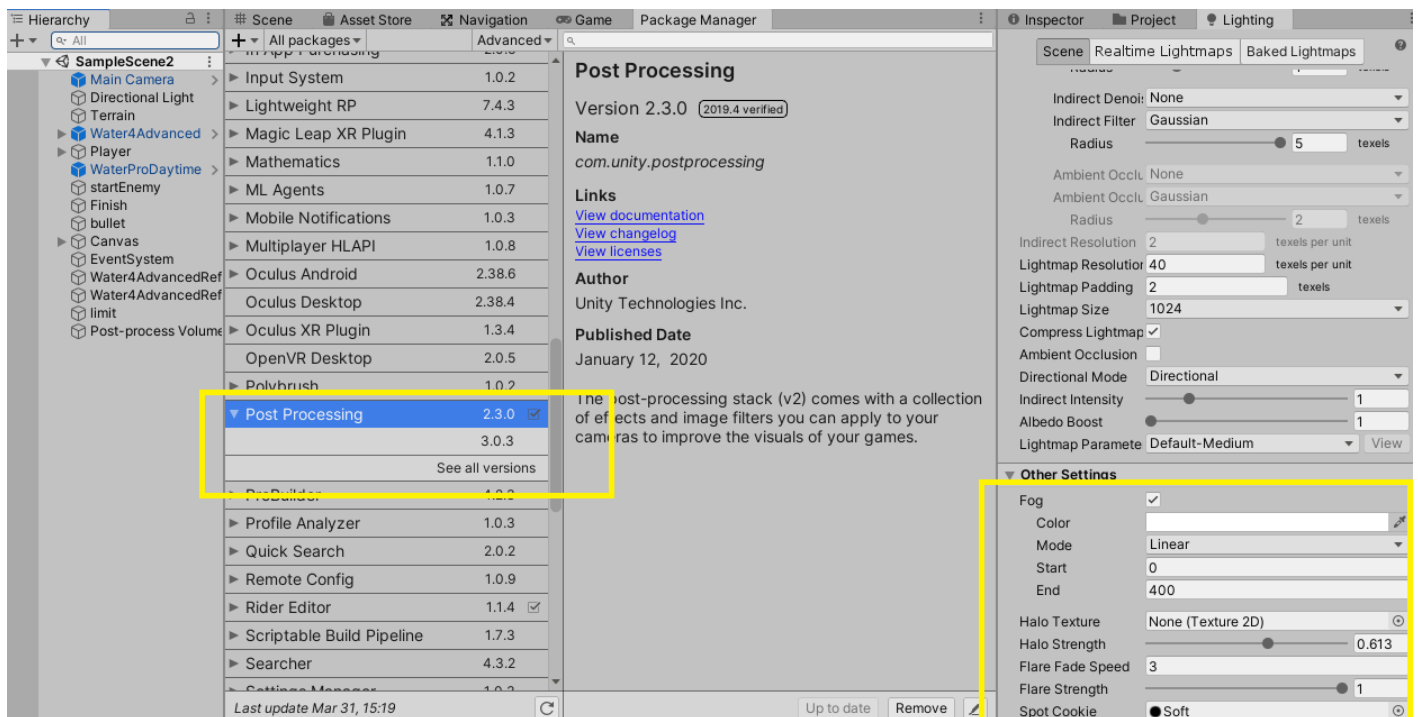 Hierarchy
All
SampleScene2
Main Camera
Directional Light
Terrain
Water4Advanced
Player
WaterProDaytime
startEnemy
Finish
bullet
Canvas
EventSystem
Water4AdvancedRef
Water4AdvancedRef
limit
Post-process Volume
Scene Asset Store Navigation Game Package Manager
All packages Advanced
Input System 1.0.2
Lightweight RP 7.4.3
Magic Leap XR Plugin 4.1.3
Mathematics 1.1.0
ML Agents 1.0.7
Mobile Notifications 1.0.3
Multiplayer HLAPI 1.0.8
Oculus Android 2.38.6
Oculus Desktop 2.38.4
Oculus XR Plugin 1.3.4
OpenVR Desktop 2.0.5
Polybrush 1.0.2
Post Processing 2.3.0
3.0.3
See all versions
ProBuilder
Profile Analyzer 1.0.3
Quick Search 2.0.2
Remote Config 1.0.9
Rider Editor 1.1.4
Scriptable Build Pipeline 1.7.3
Searcher 4.3.2
Settings Manager 1.0.3
Last update Mar 31, 15:19
Post Processing
Version 2.3.0 2019.4 verified
Name
com.unity.postprocessing
Links
View documentation
View changelog
View licenses
Author
Unity Technologies Inc.
Published Date
January 12, 2020
The post-processing stack (v2) comes with a collection
of effects and image filters you can apply to your
cameras to improve the visuals of your games.
Up to date Remove
Inspector Project Lighting
Scene Realtime Lightmaps Baked Lightmaps
Indirect Denois None
Indirect Filter Gaussian
Radius 5 texels
Ambient Occlu None
Ambient Occlu Gaussian
Radius 2 texels
Indirect Resolution 2 texels per unit
Lightmap Resolution 40 texels per unit
Lightmap Padding 2 texels
Lightmap Size 1024
Compress Lightmap
Ambient Occlusion
Directional Mode Directional
Indirect Intensity 1
Albedo Boost 1
Lightmap Paramete Default-Medium View
Other Settings
Fog
Color
Mode Linear
Start 0
End 400
Halo Texture None (Texture 2D)
Halo Strength 0.613
Flare Fade Speed 3
Flare Strength 1
Spot Cookie Soft